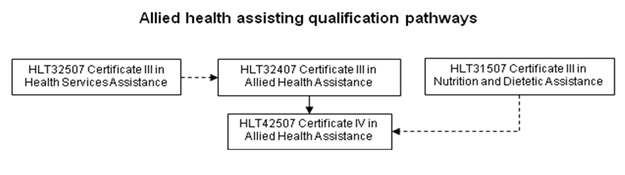 Allied health assisting qualification pathways
HLT32507 Certificate III in
Health Services Assistance
HLT32407 Certificate III in
Allied Health Assistance
HLT31507 Certificate III in
Nutrition and Dietetic Assistance
HLT42507 Certificate IV in
Allied Health Assistance